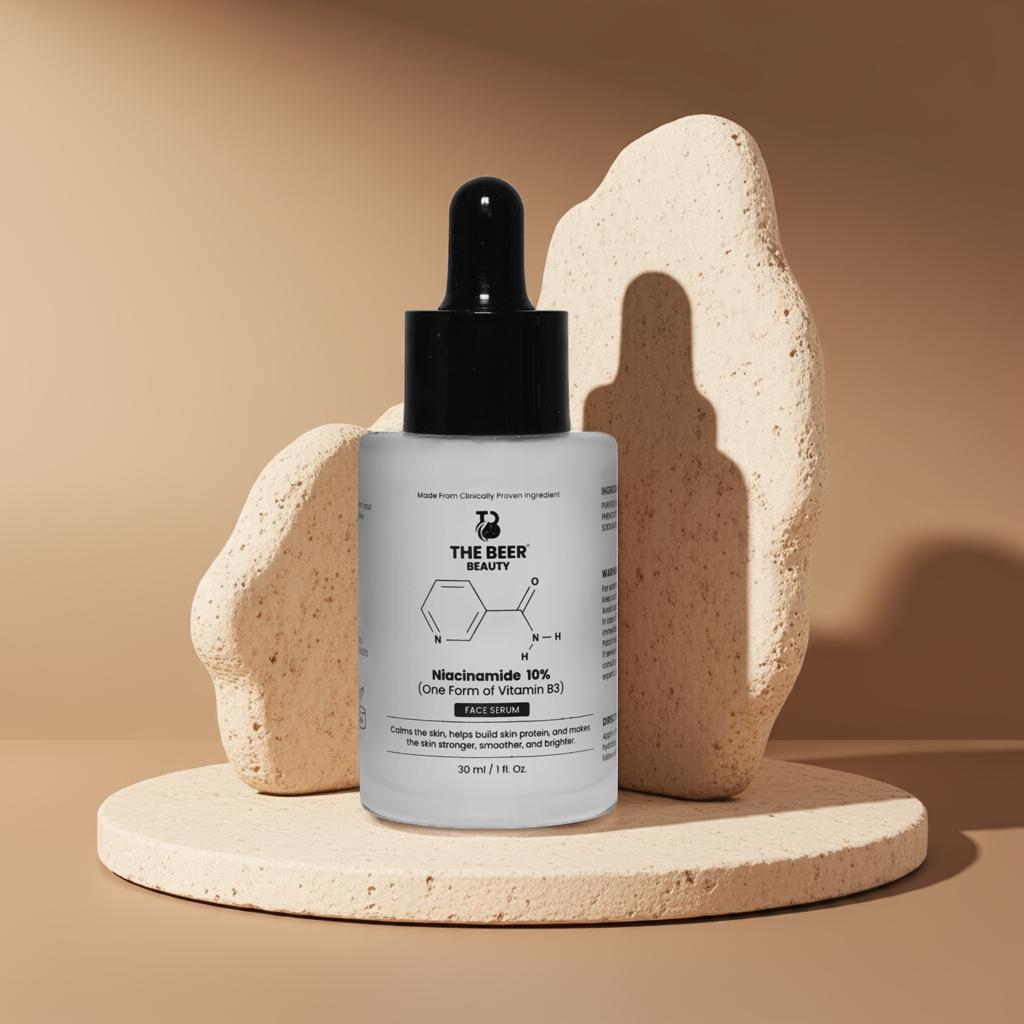 Made From Clinically Proven Ingredient
TB
THE BEER
BEAUTY
O
N
N — H
H
Niacinamide 10%
(One Form of Vitamin B3)
FACE SERUM
Calms the skin, helps build skin protein, and makes
the skin stronger, smoother, and brighter.
30 ml / 1 fl. Oz.